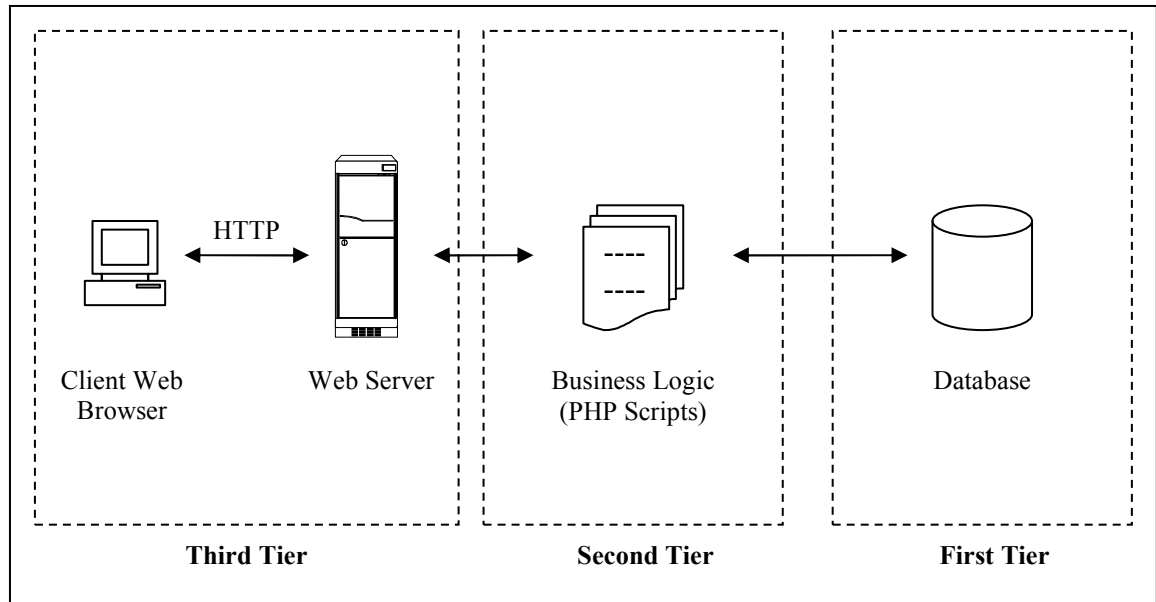 HTTP
Client Web
Browser
Web Server
Business Logic
(PHP Scripts)
Database
Third Tier
Second Tier
First Tier